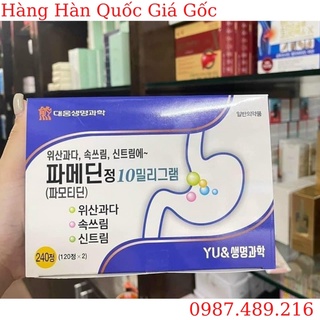 Hàng Hàn Quốc Giá Gốc
대웅생명과학
일반의약품
위산과다, 속쓰림, 신트림에~
파메딘정 10밀리그램
(파모티딘)
위산과다
속쓰림
신트림
240정 (120정 × 2)
YU&생명과학
0987.489.216